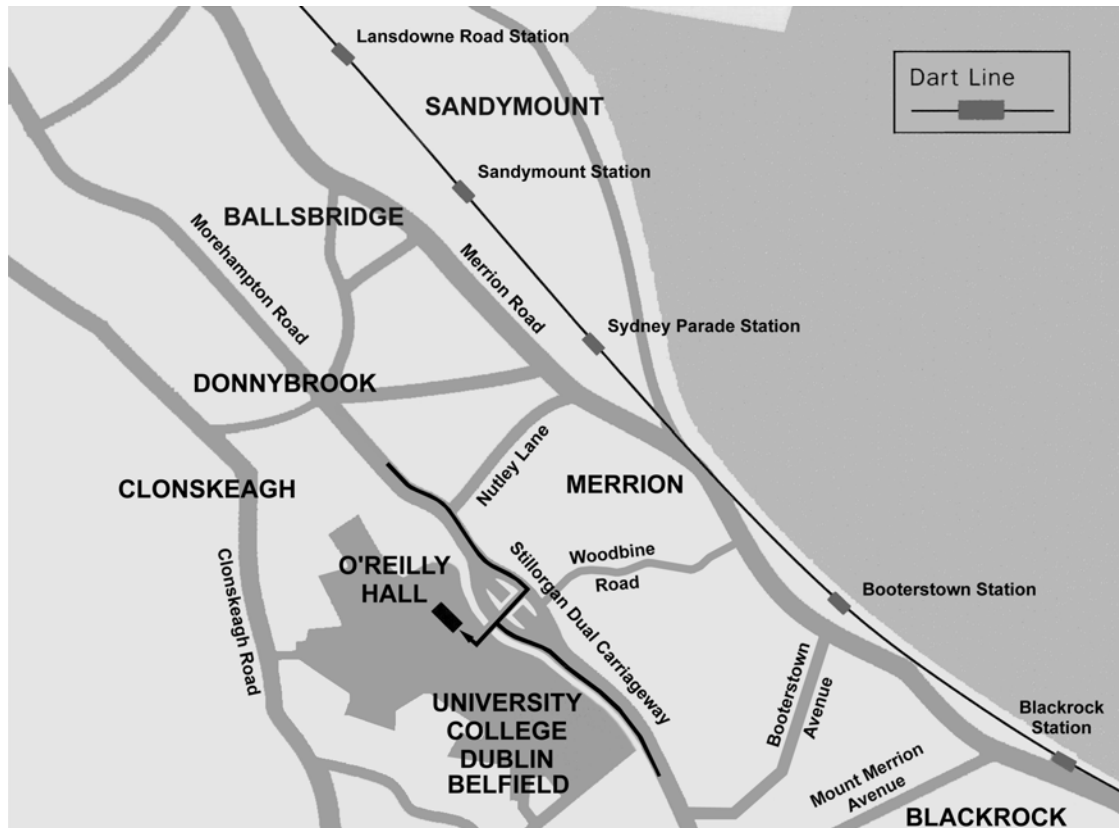 Lansdowne Road Station
Dart Line
SANDYMOUNT
Sandymount Station
BALLSBRIDGE
Morehampton Road
Merrion Road
Sydney Parade Station
DONNYBROOK
Nutley Lane
CLONSKEAGH
MERRION
Clonskeagh Road
O'REILLY
HALL
Stillorgan Dual Carriageway
Woodbine
Road
Booterstown Station
UNIVERSITY
COLLEGE
DUBLIN
BELFIELD
Booterstown
Avenue
Blackrock
Station
Mount Merrion
Avenue
BLACKROCK